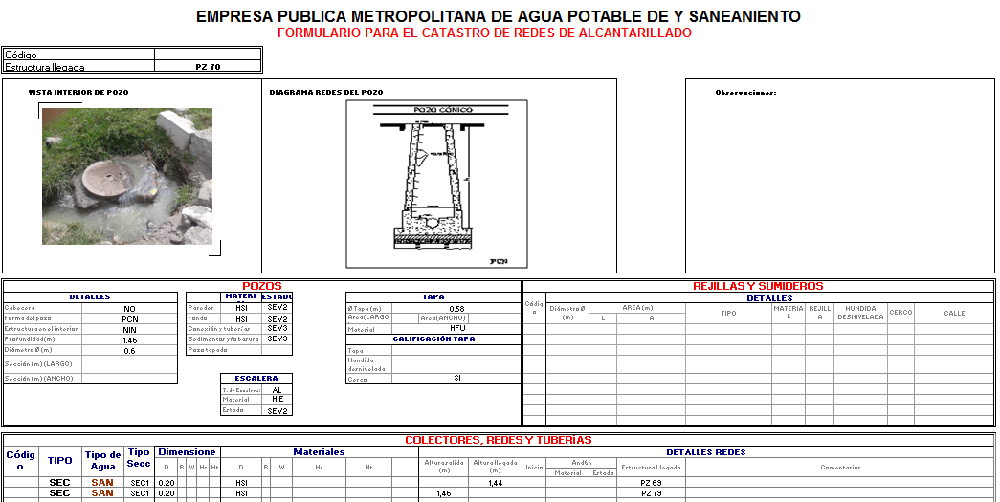 EMPRESA PUBLICA METROPOLITANA DE AGUA POTABLE DE Y SANEANIENTO
FORMULARIO PARA EL CATASTRO DE REDES DE ALCANTARILLADO
Código
Estructura llegada PZ 70
VISTA INTERIOR DE POZO
DIAGRAMA REDES DEL POZO
Observaciones:
POZO CÓNICO
PCN
POZOS
DETALLES
Cabecera NO
Forma del pozo PCN
Estructura en el interior NIN
Profundidad (m) 1.46
Diámetro Ø (m) 0.6
Sección (m) (LARGO)
Sección (m) (ANCHO)
MATERI ESTADO
Paredes HSI SEV2
Fondo HSI SEV2
Conexión y tuberías SEV3
Sedimentar y/o basura SEV3
Pozo tapado
ESCALERA
T. de Escalera: AL
Material HIE
Estado SEV2
TAPA
Ø Tapa (m) 0.58
Area(LARGO Area(ANCHO)
Material HFU
CALIFICACIÓN TAPA
Tapa
Hundida desnivelada
Cerco SI
REJILLAS Y SUMIDEROS
DETALLES
Códig o
Diámetro Ø (m)
AREA (m)
L A
TIPO
MATERIA L
REJILL A
HUNDIDA DESNIVELADA
CERCO
CALLE
COLECTORES, REDES Y TUBERíAS
Códig o TIPO Tipo de Agua Tipo Secc Dimensione Materiales DETALLES REDES
D B W Hr Ht D B W Hr Ht Altura salida (m) Altura llegada (m) Inicio Andén Material Estado Estructura Llegada Comentarios
SEC SAN SEC1 0.20 HSI 1,44 PZ 69
SEC SAN SEC1 0.20 HSI 1,46 PZ 79